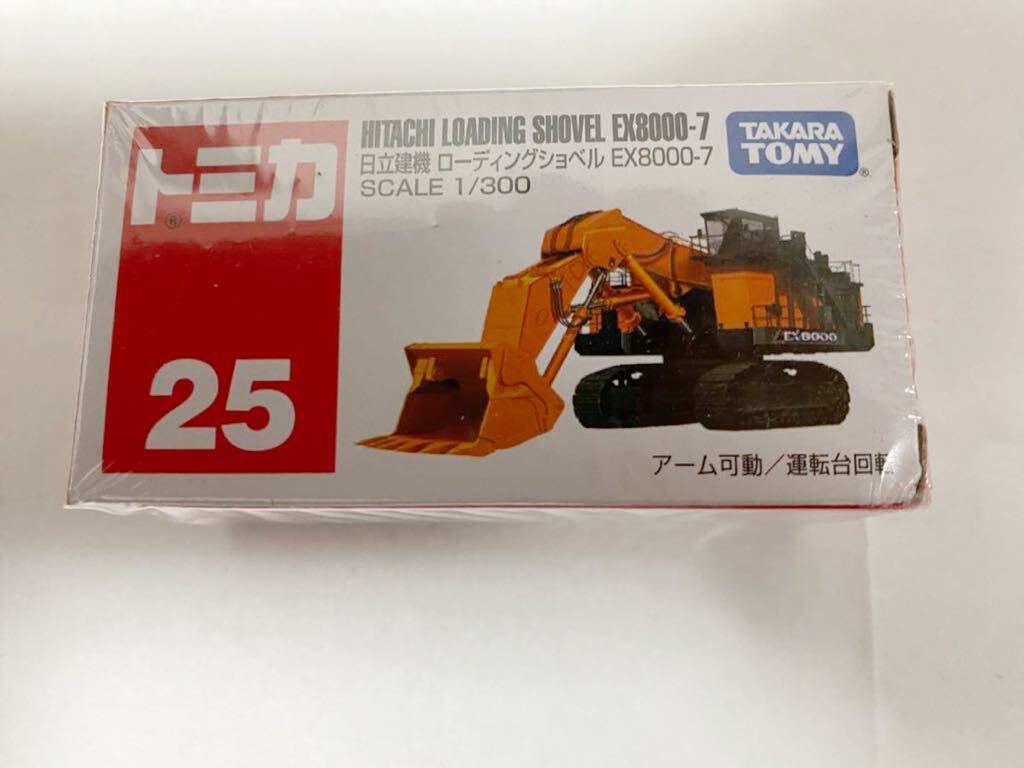 トミカ
®
25
HITACHI LOADING SHOVEL EX8000-7
日立建機 ローディングショベル EX8000-7
SCALE 1/300
TAKARA
TOMY
®
EX8000
アーム可動/運転台回転